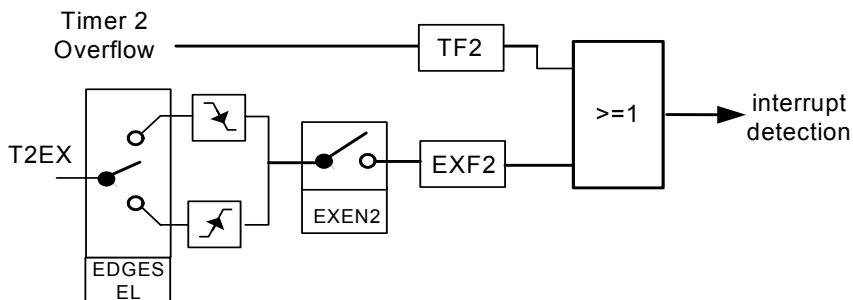 Timer 2
Overflow
TF2
>=1
interrupt
detection
T2EX
EXF2
EXEN2
EDGES
EL